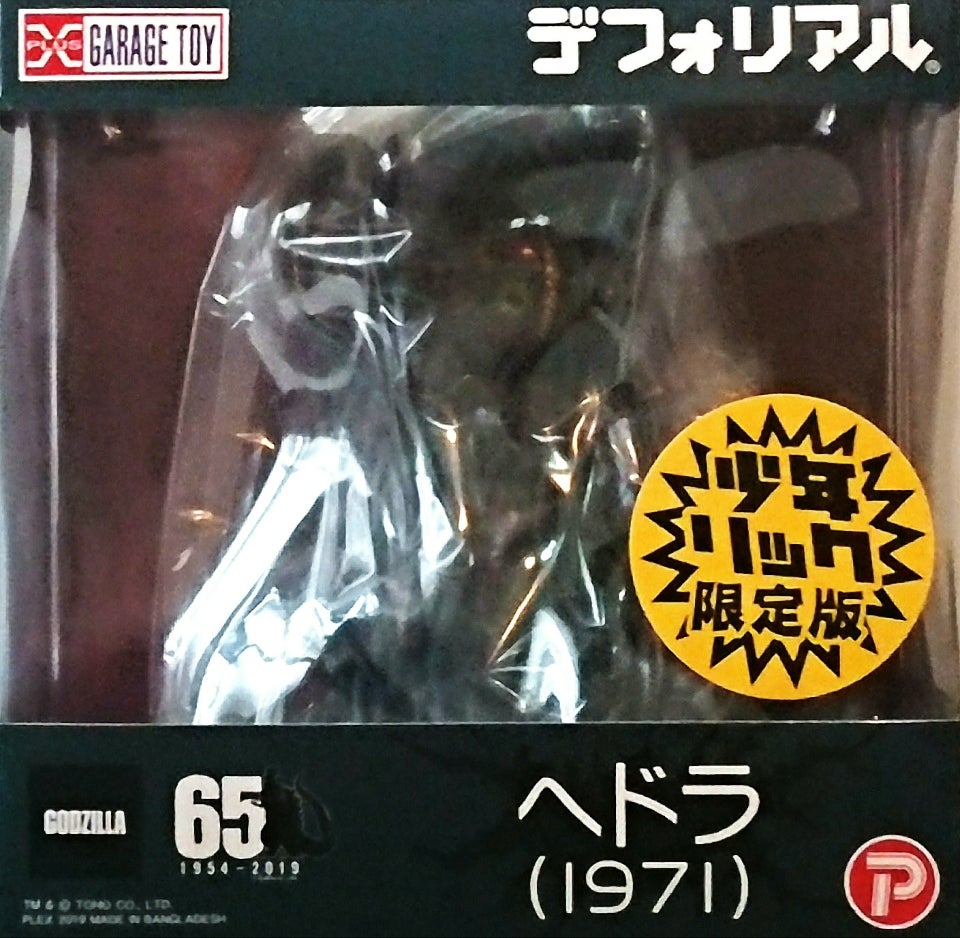 X PLUS GARAGE TOY
デフォリアル®
少年
リック
限定版
GODZILLA
65
1954-2019
ヘドラ
(1971)
TM & © TOHO CO., LTD.
PLEX 2019 MADE IN BANGLADESH
P